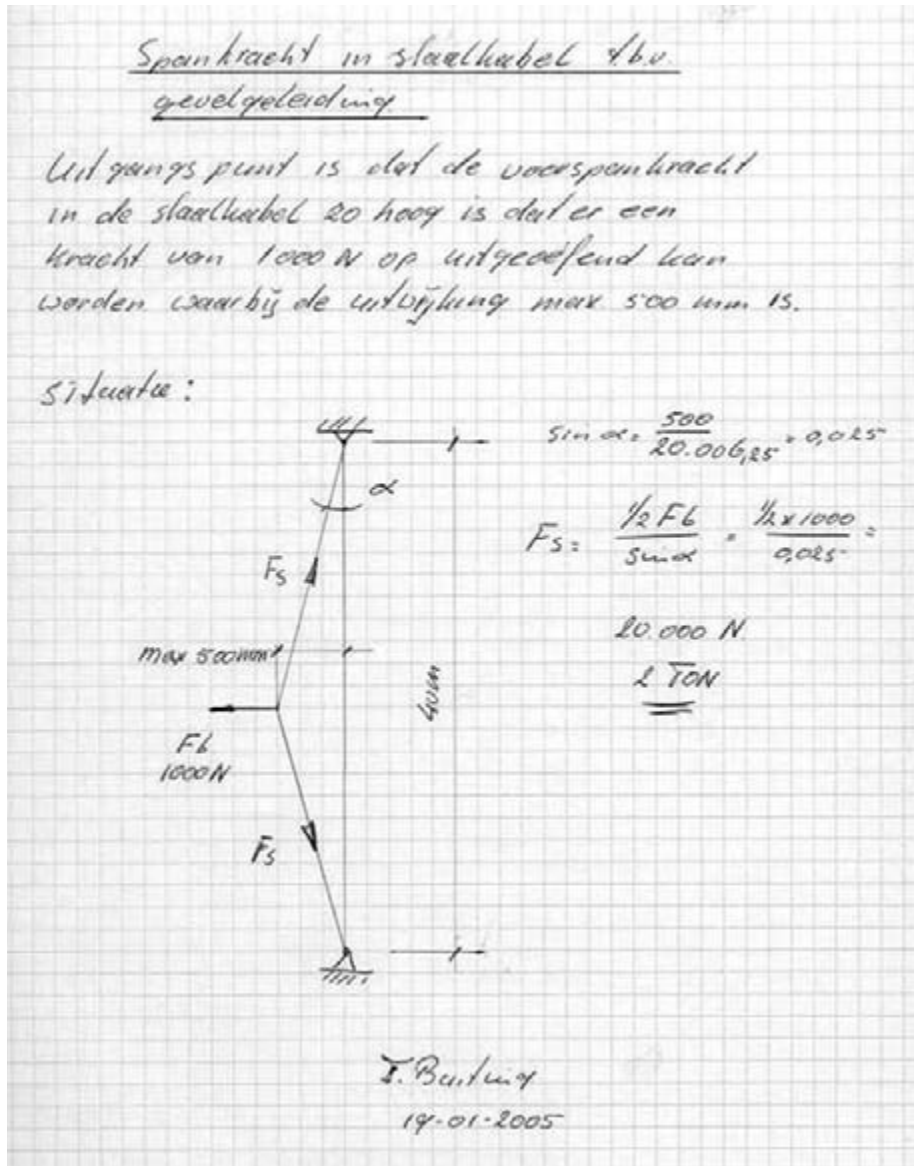 Spankracht in staalkabel t.b.v.
gevelgeleiding
Uitgangspunt is dat de voorspankracht
in de staalkabel zo hoog is dat er een
kracht van 1000 N op uitgeoefend kan
worden waarbij de uitwijking max 500 mm is.
situatie:
sin α = 500 / 20.006,25 = 0,025
α
Fs = ½ Fb / sin α = ½ x 1000 / 0,025 =
Fs
20.000 N
max 500mm
2 TON
40m
Fb
1000N
Fs
19-01-2005